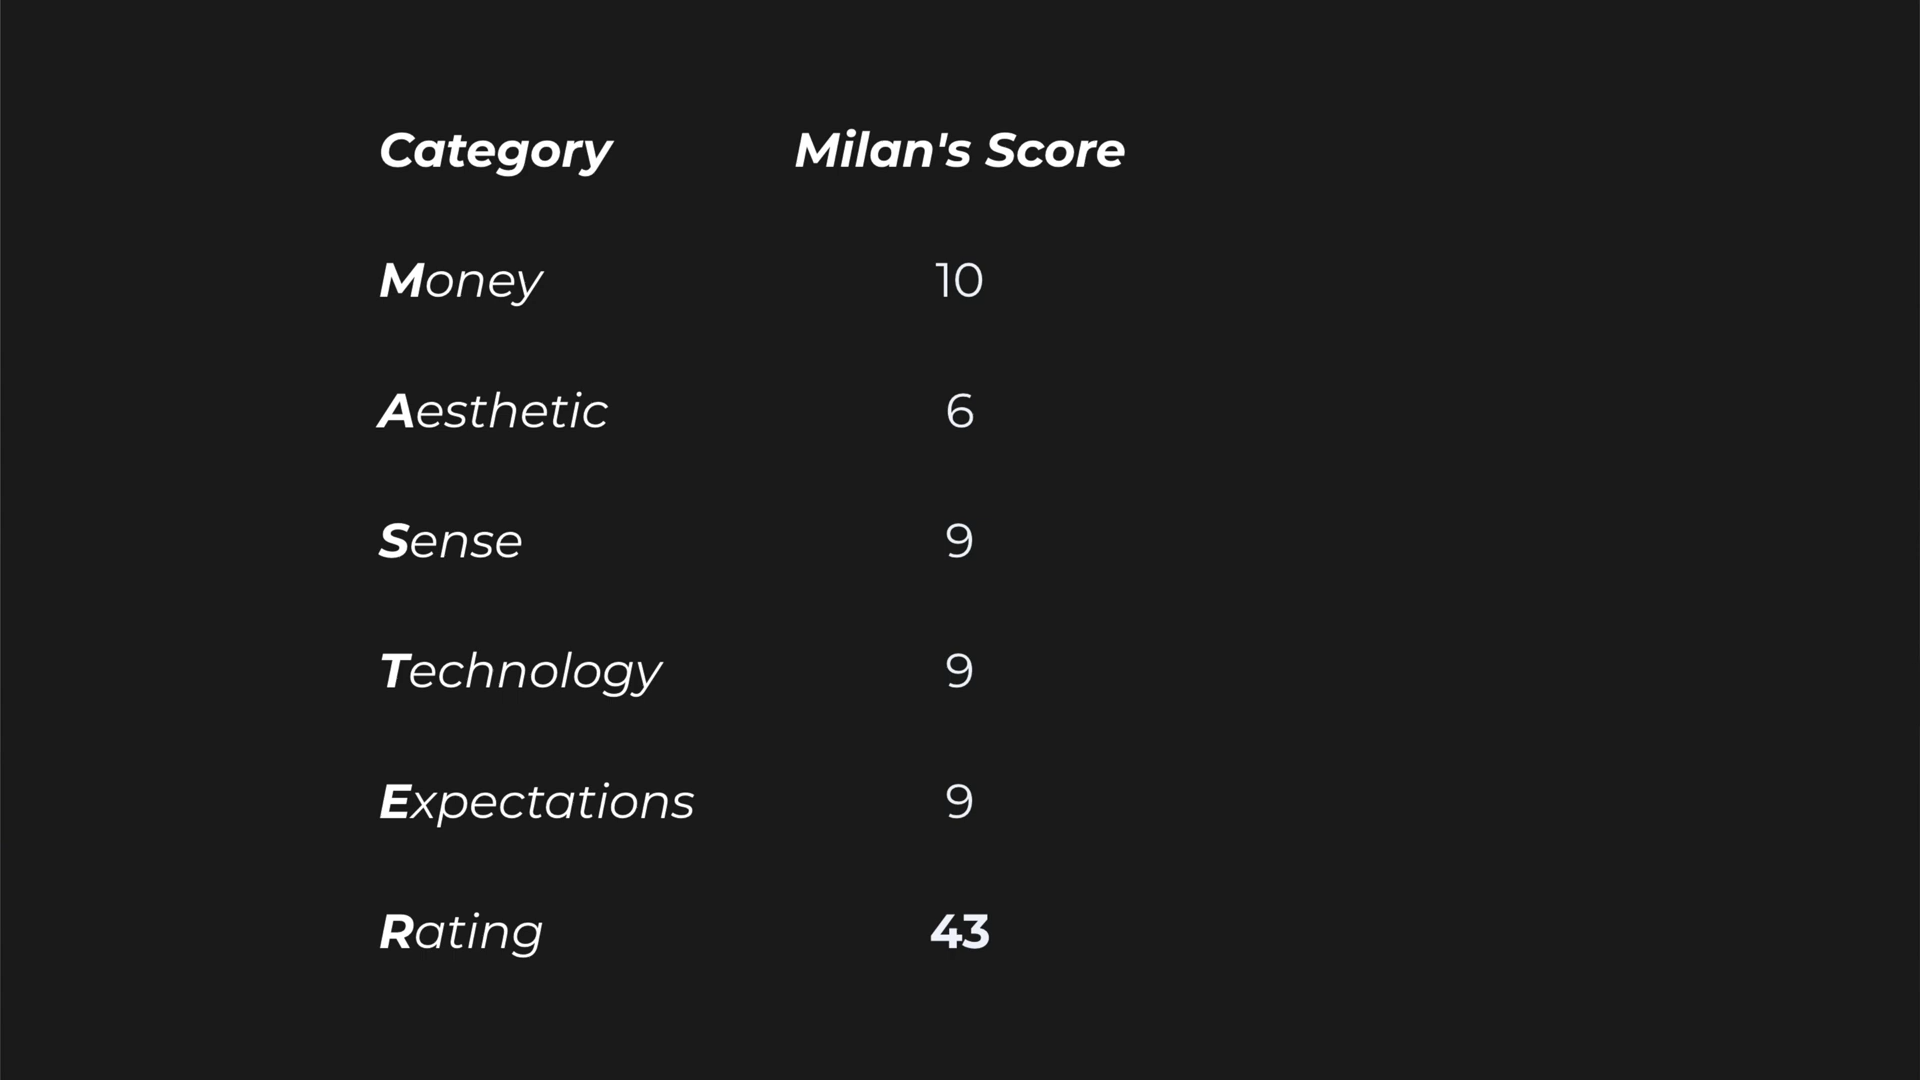 Category Milan's Score
Money 10
Aesthetic 6
Sense 9
Technology 9
Expectations 9
Rating 43